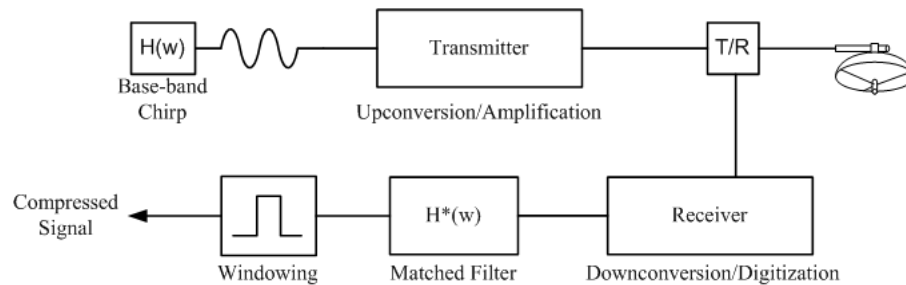 H(w)
Base-band
Chirp
Transmitter
Upconversion/Amplification
T/R
Compressed
Signal
Windowing
H*(w)
Matched Filter
Receiver
Downconversion/Digitization